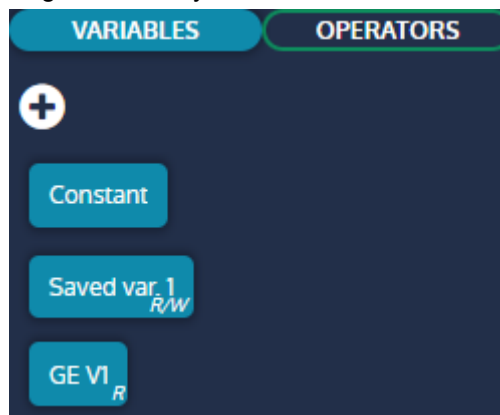 VARIABLES OPERATORS
Constant
Saved var. 1
R/W
GE V1
R